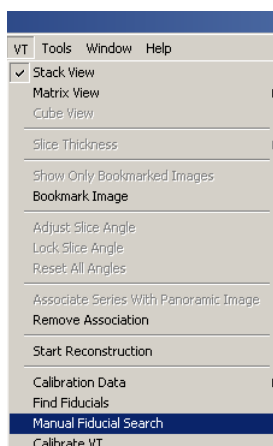 VT Tools Window Help
Stack View
Matrix View
Cube View
Slice Thickness
Show Only Bookmarked Images
Bookmark Image
Adjust Slice Angle
Lock Slice Angle
Reset All Angles
Associate Series With Panoramic Image
Remove Association
Start Reconstruction
Calibration Data
Find Fiducials
Manual Fiducial Search
Calibrate VT